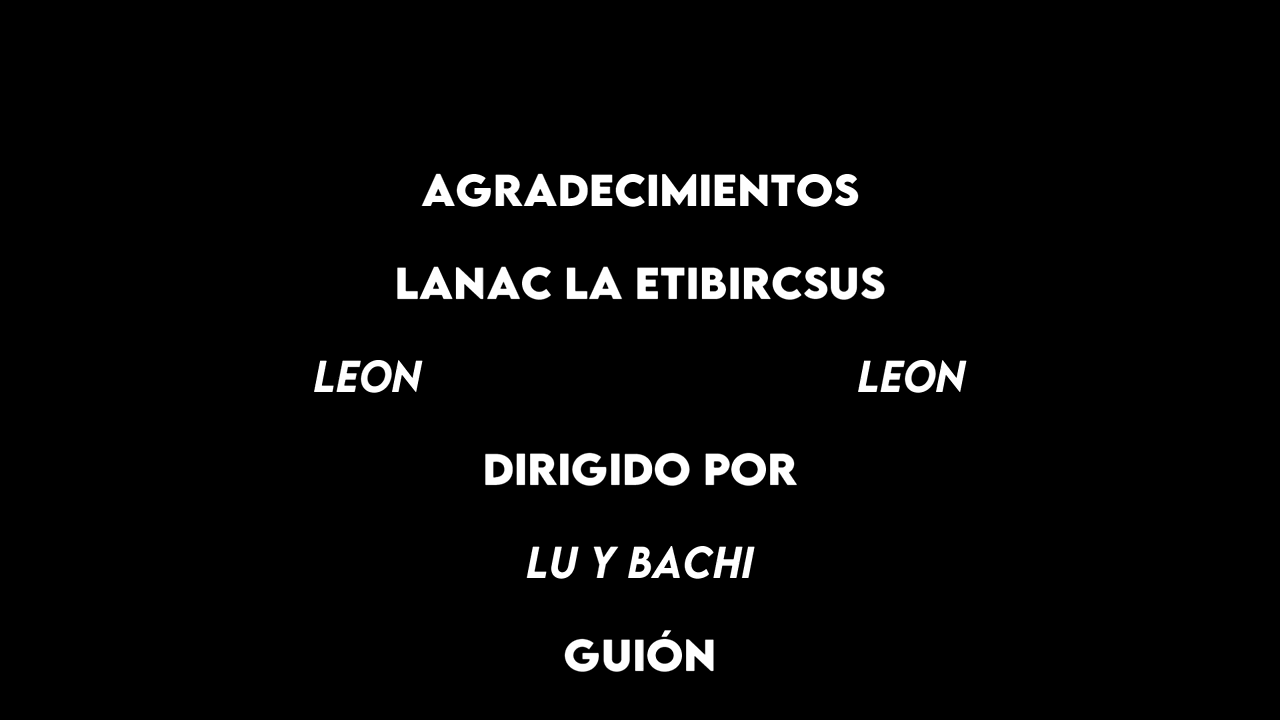 AGRADECIMIENTOS
LANAC LA ETIBIRCSUS
LEON LEON
DIRIGIDO POR
LU Y BACHI
GUIÓN